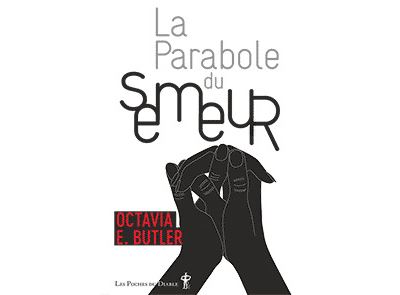 La
Parabole
du
SemeuR
OCTAVIA
E. BUTLER
Les Poches du Diable